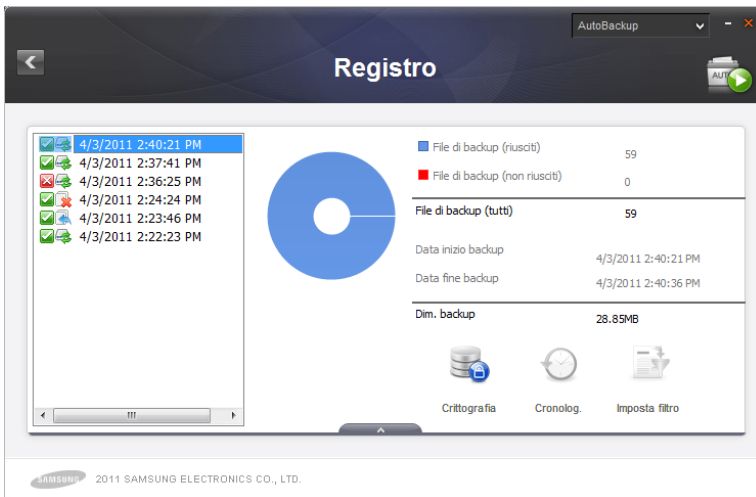 AutoBackup
Registro
AUTO
4/3/2011 2:40:21 PM
4/3/2011 2:37:41 PM
4/3/2011 2:36:25 PM
4/3/2011 2:24:24 PM
4/3/2011 2:23:46 PM
4/3/2011 2:22:23 PM
File di backup (riusciti) 59
File di backup (non riusciti) 0
File di backup (tutti) 59
Data inizio backup 4/3/2011 2:40:21 PM
Data fine backup 4/3/2011 2:40:36 PM
Dim. backup 28.85MB
Crittografia Cronolog. Imposta filtro
SAMSUNG 2011 SAMSUNG ELECTRONICS CO., LTD.